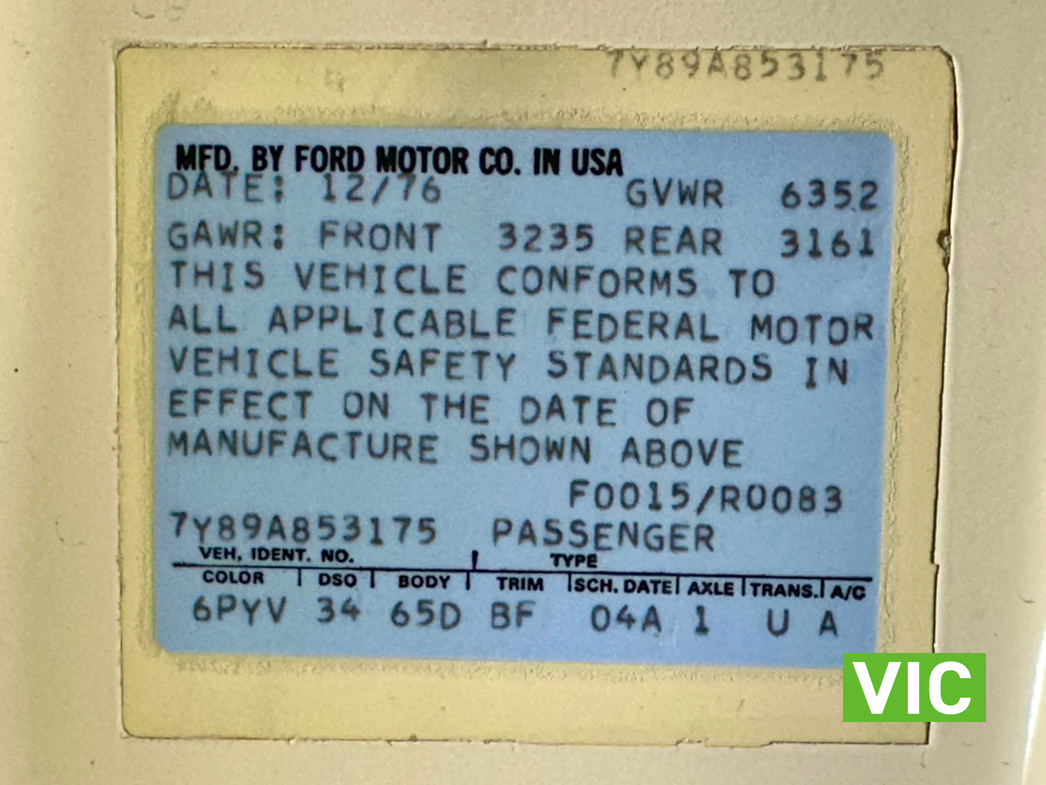 7Y89A853175
MFD. BY FORD MOTOR CO. IN USA
DATE: 12/76 GVWR 6352
GAWR: FRONT 3235 REAR 3161
THIS VEHICLE CONFORMS TO
ALL APPLICABLE FEDERAL MOTOR
VEHICLE SAFETY STANDARDS IN
EFFECT ON THE DATE OF
MANUFACTURE SHOWN ABOVE
F0015/R0083
7Y89A853175 PASSENGER
VEH. IDENT. NO. TYPE
COLOR DSO BODY TRIM SCH. DATE AXLE TRANS. A/C
6PYV 34 65D BF 04A 1 U A
VIC